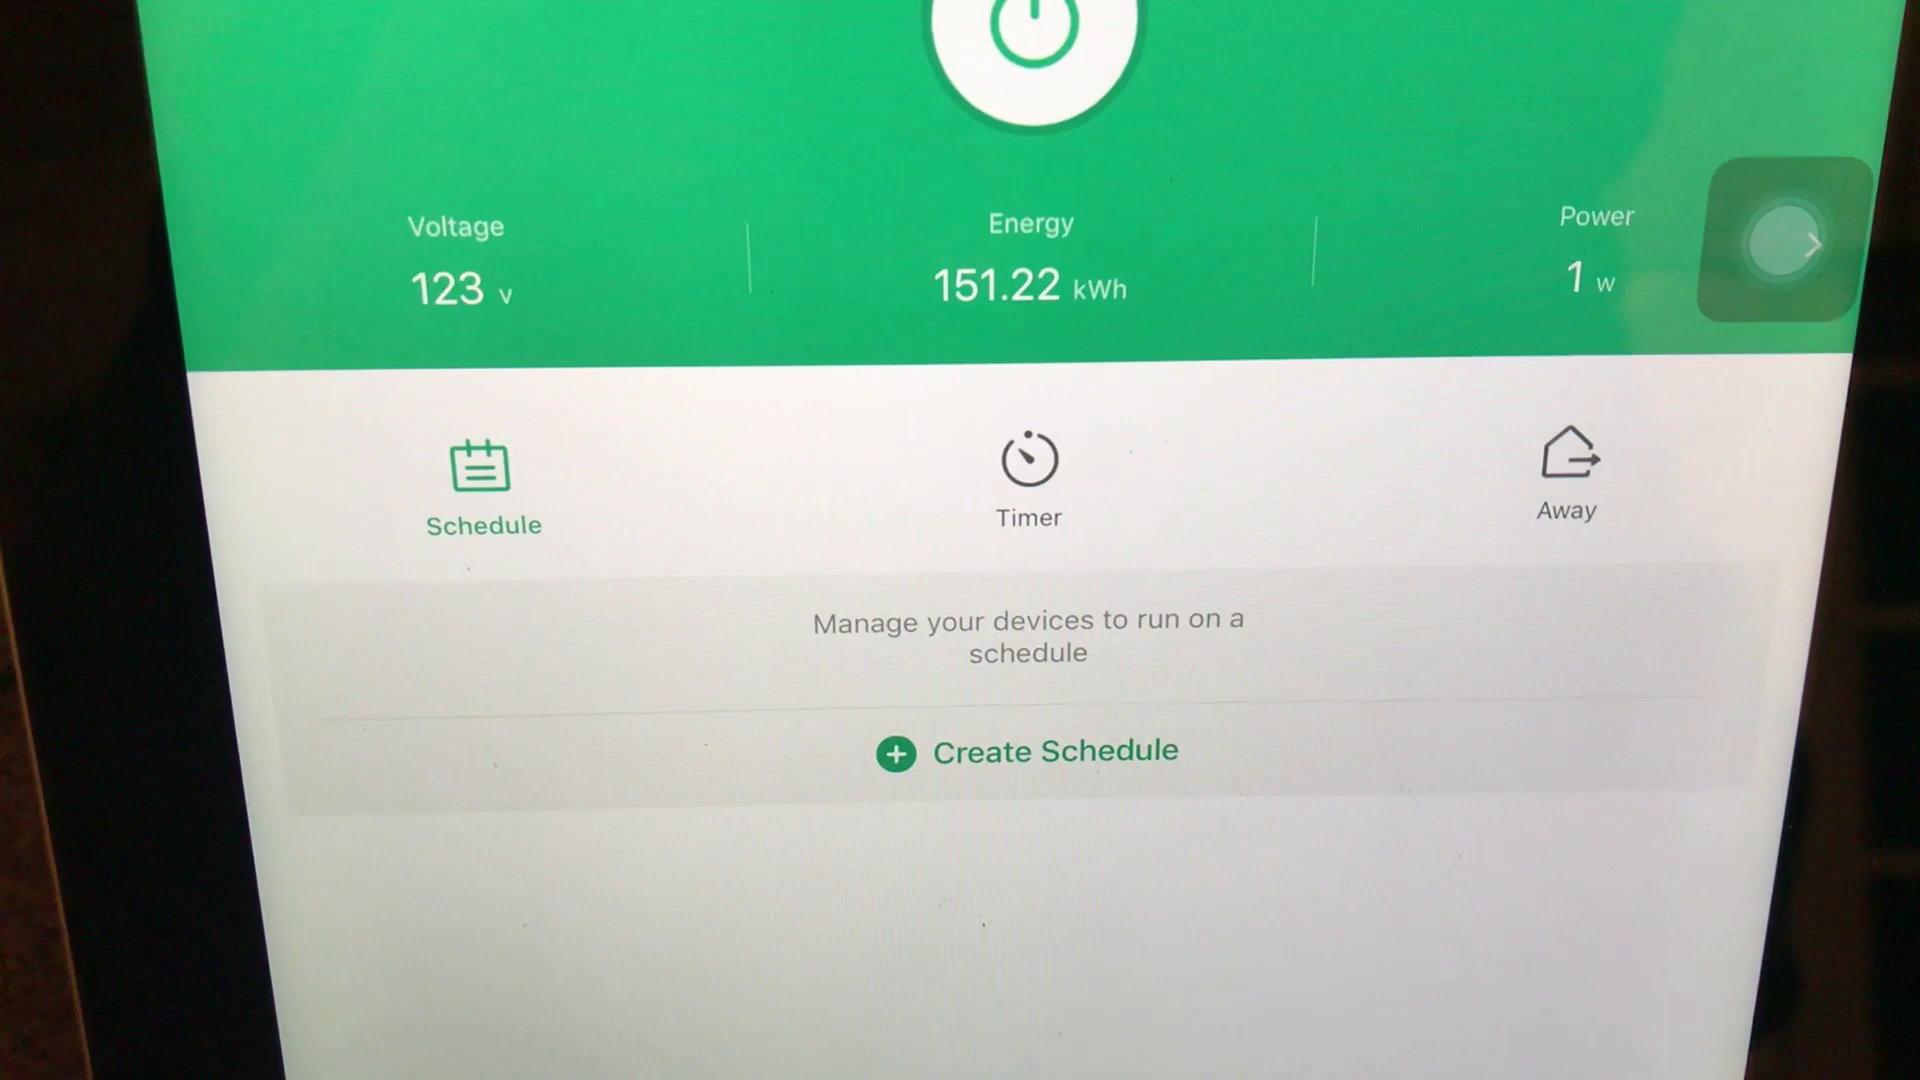 Voltage Energy Power
123 v 151.22 kWh 1 w
Schedule Timer Away
Manage your devices to run on a
schedule
Create Schedule